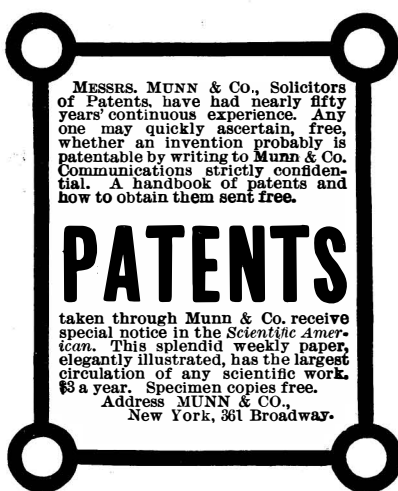 MESSRS. MUNN & Co., Solicitors
of Patents, have had nearly fifty
years' continuous experience. Any
one may quickly ascertain, free,
whether an invention probably is
patentable by writing to Munn & Co.
Communications strictly confiden-
tial. A handbook of patents and
how to obtain them sent free.
PATENTS
taken through Munn & Co. receive
special notice in the Scientific Amer-
ican. This splendid weekly paper,
elegantly illustrated, has the largest
circulation of any scientific work.
$3 a year. Specimen copies free.
Address MUNN & CO.,
New York, 361 Broadway.